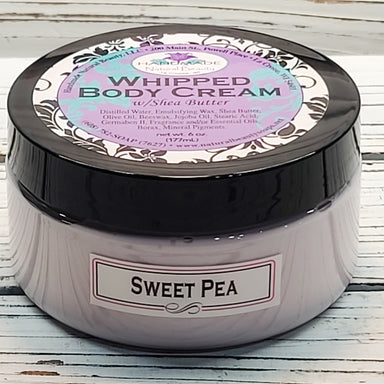 HANDMADE
Natural Beauty
WHIPPED
BODY CREAM
w/Shea Butter
Distilled Water, Emulsifying Wax, Shea Butter,
Olive Oil, Beeswax, Jojoba Oil, Stearic Acid,
Germaben II, Fragrance and/or Essential Oils,
Borax, Mineral Pigments.
net wt. 6 oz
(177mL)
SWEET PEA